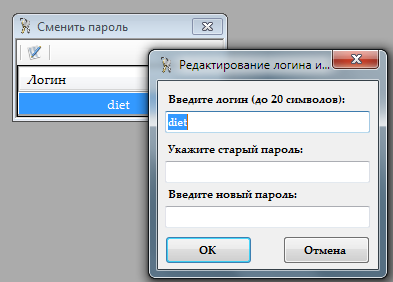 Сменить пароль
Логин
diet
Редактирование логина и...
Введите логин (до 20 символов):
diet
Укажите старый пароль:
Введите новый пароль:
OK
Отмена